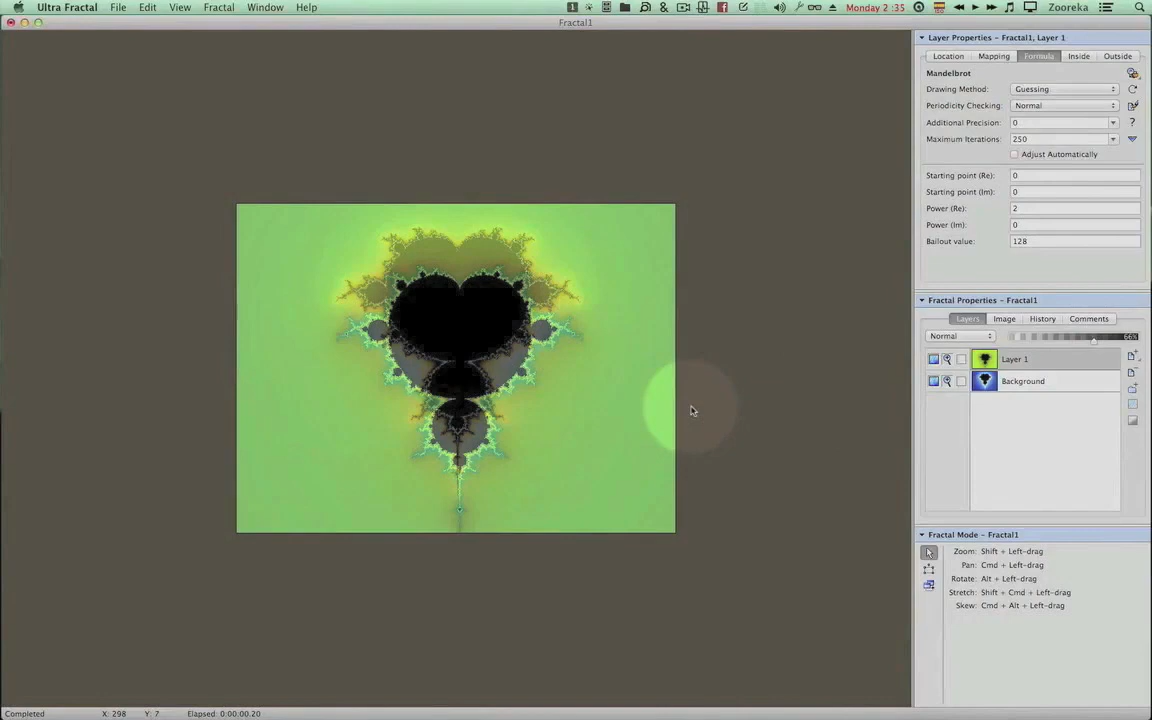 Ultra Fractal File Edit View Fractal Window Help
1 Monday 2:35 Zooreka
Fractal1
Layer Properties - Fractal1, Layer 1
Location Mapping Formula Inside Outside
Mandelbrot
Drawing Method: Guessing
Periodicity Checking: Normal
Additional Precision: 0
?
Maximum Iterations: 250
Adjust Automatically
Starting point (Re): 0
Starting point (Im): 0
Power (Re): 2
Power (Im): 0
Bailout value: 128
Fractal Properties - Fractal1
Layers Image History Comments
Normal 66%
Layer 1
Background
Fractal Mode - Fractal1
Zoom: Shift + Left-drag
Pan: Cmd + Left-drag
Rotate: Alt + Left-drag
Stretch: Shift + Cmd + Left-drag
Skew: Cmd + Alt + Left-drag
Completed X: 298 Y: 7 Elapsed: 0:00:00.20